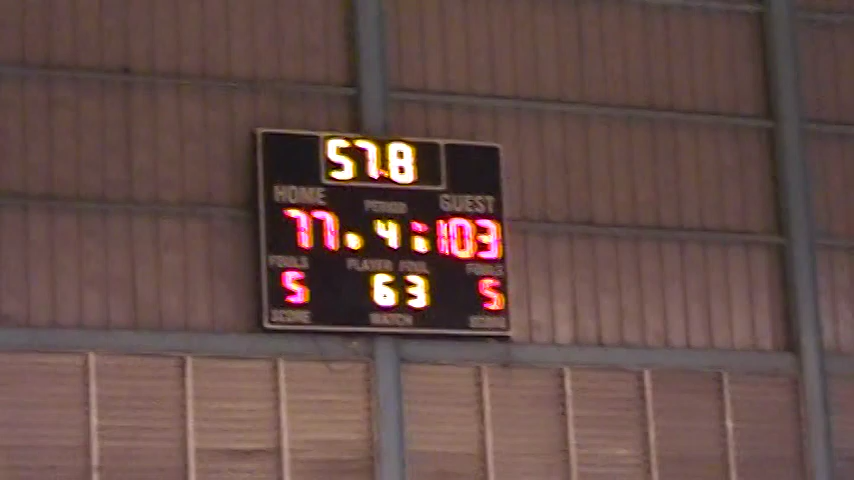 57.8
HOME PERIOD GUEST
77 4 103
FOULS PLAYER FOUL FOULS
5 63 5
SCORE MATCH SCORE